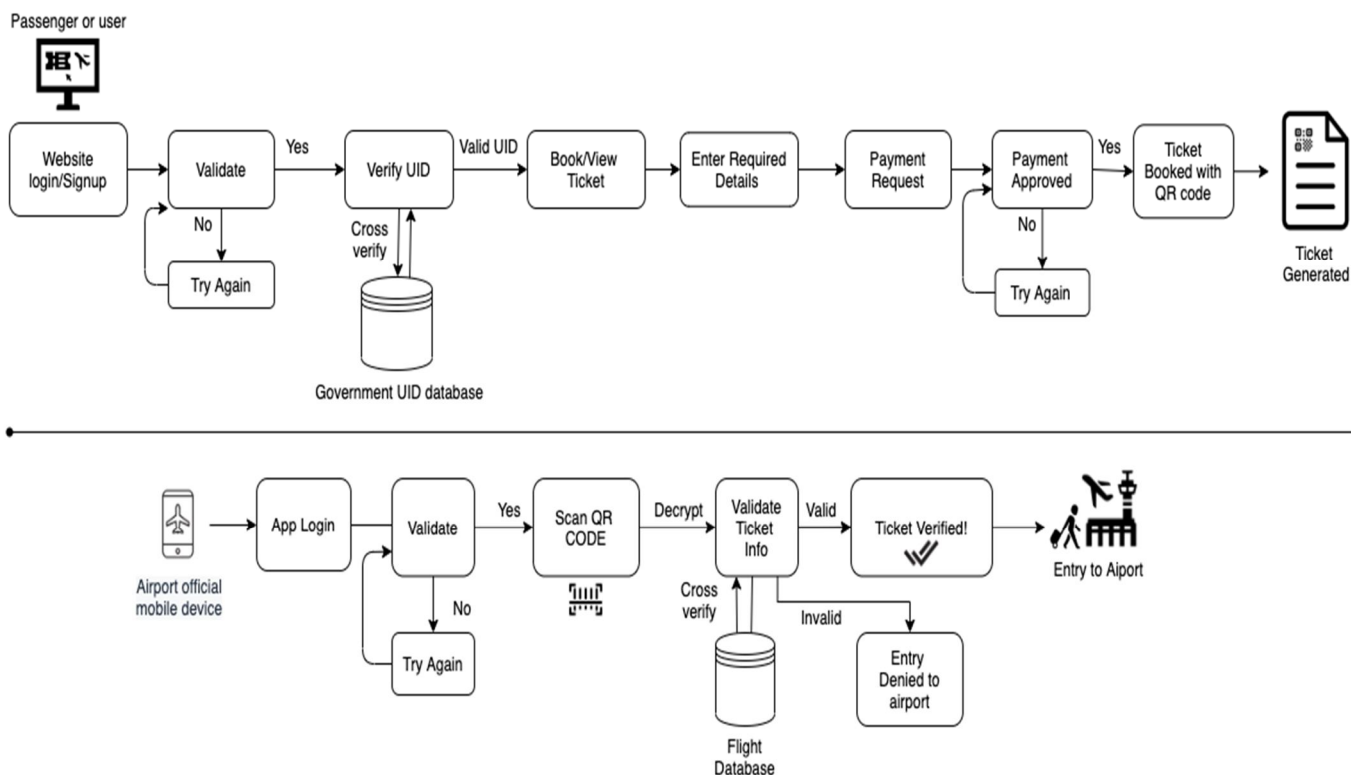 Passenger or user
Website
login/Signup
Validate
Yes
No
Try Again
Verify UID
Valid UID
Cross
verify
Government UID database
Book/View
Ticket
Enter Required
Details
Payment
Request
Payment
Approved
Yes
No
Try Again
Ticket
Booked with
QR code
Ticket
Generated
Airport official
mobile device
App Login
Validate
Yes
No
Try Again
Scan QR
CODE
Decrypt
Validate
Ticket
Info
Valid
Cross
verify
Invalid
Flight
Database
Ticket Verified!
Entry
Denied to
airport
Entry to Aiport